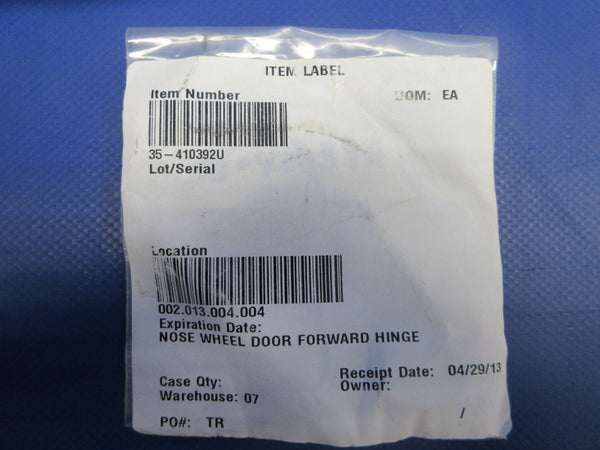 ITEM LABEL
Item Number UOM: EA
35-410392U
Lot/Serial
Location
002.013.004.004
Expiration Date:
NOSE WHEEL DOOR FORWARD HINGE
Receipt Date: 04/29/13
Case Qty: Owner:
Warehouse: 07
/
PO#: TR